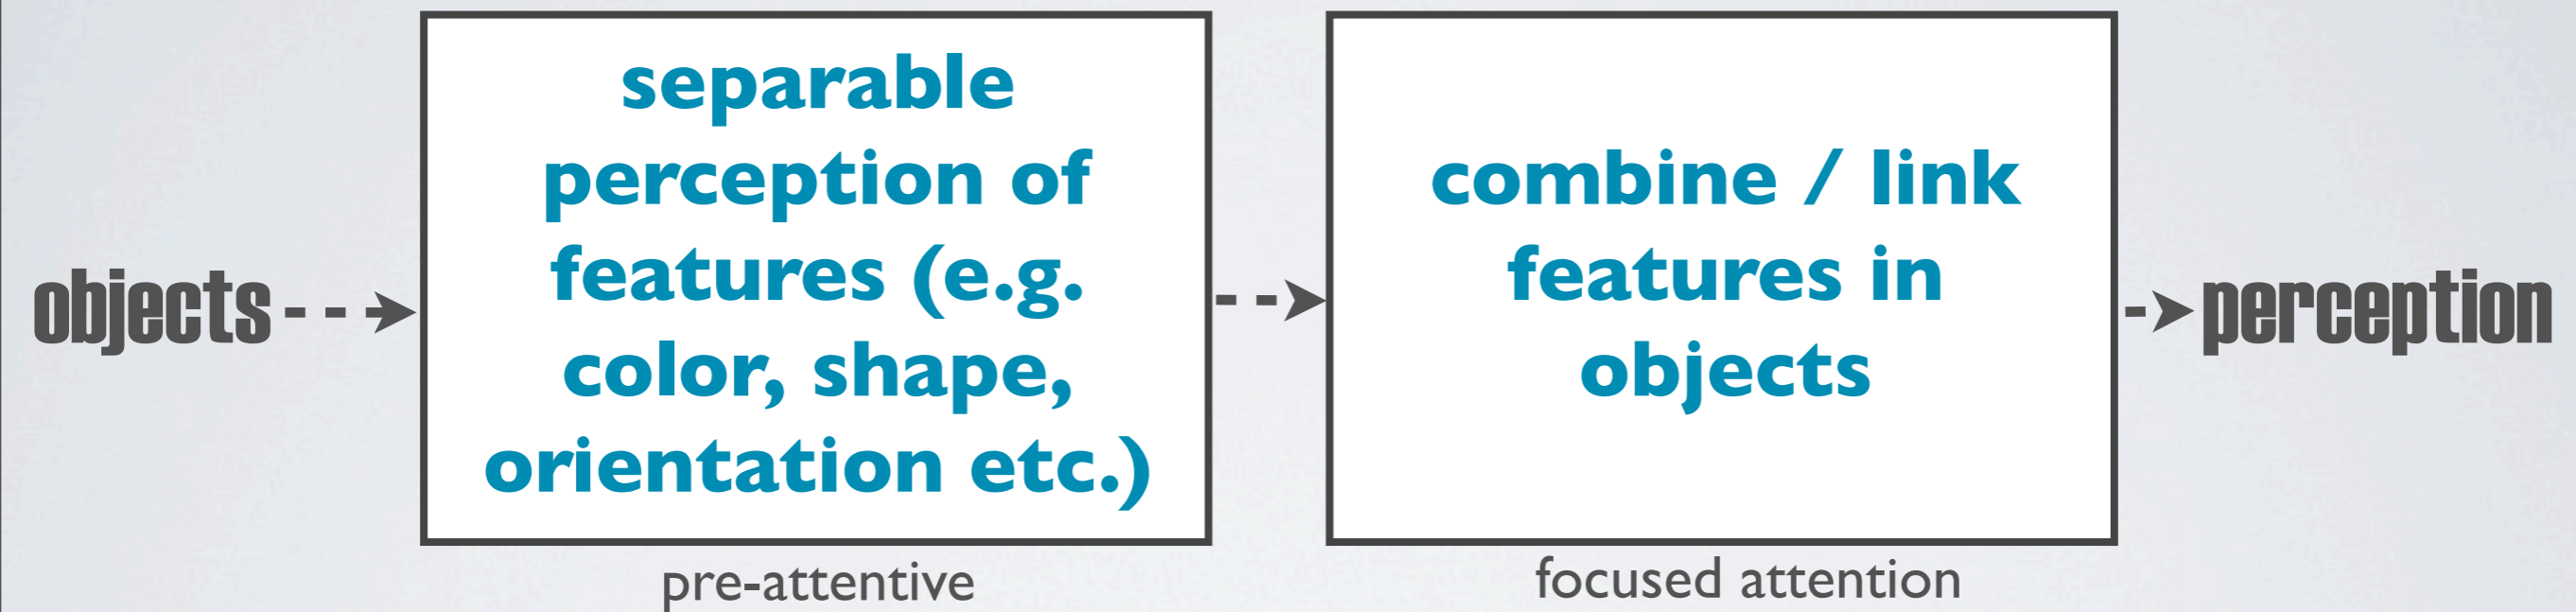 objects
separable
perception of
features (e.g.
color, shape,
orientation etc.)
pre-attentive
combine / link
features in
objects
focused attention
perception